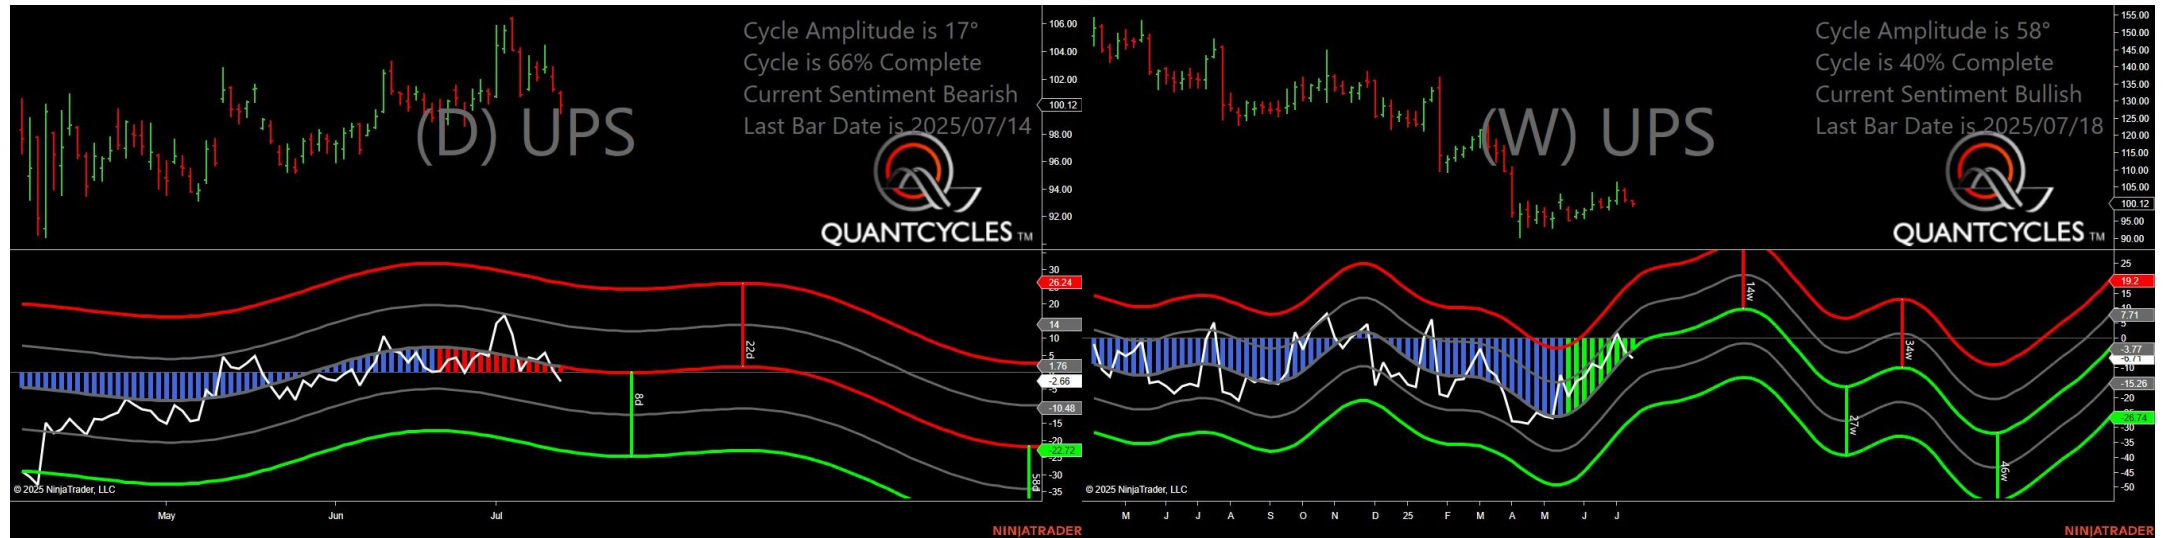 Cycle Amplitude is 17°
Cycle is 66% Complete
Current Sentiment Bearish
Last Bar Date is 2025/07/14
(D) UPS
QUANTCYCLES TM
106.00
104.00
102.00
100.12
98.00
96.00
94.00
92.00
30
26.24
20
14
10
5
1.76
-2.66
-10.48
-15
-20
-22.72
-30
-35
22d
8d
58d
© 2025 NinjaTrader, LLC
May Jun Jul
NINJATRADER
Cycle Amplitude is 58°
Cycle is 40% Complete
Current Sentiment Bullish
Last Bar Date is 2025/07/18
(W) UPS
QUANTCYCLES TM
155.00
150.00
145.00
140.00
135.00
130.00
125.00
120.00
115.00
110.00
105.00
100.12
95.00
90.00
25
19.2
15
10
7.71
5
0
-3.77
-6.71
-10
-15.26
-20
-26.74
-30
-35
-40
-45
-50
14w
34w
27w
46w
© 2025 NinjaTrader, LLC
M J J A S O N D 25 F M A M J J
NINJATRADER